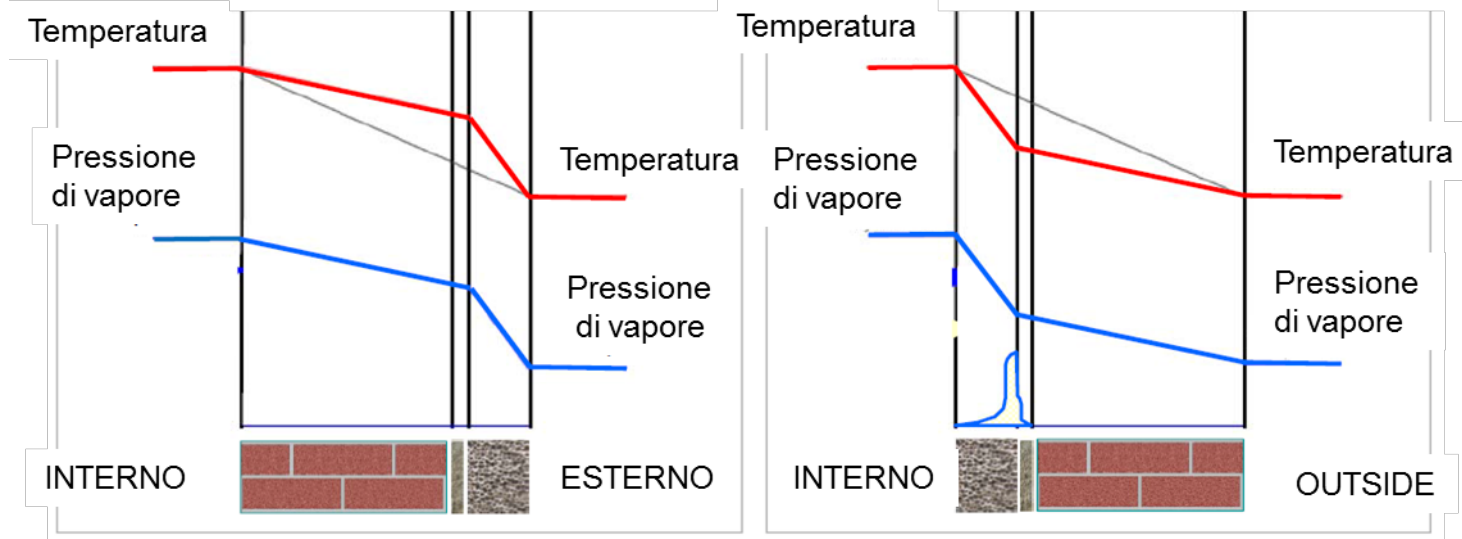 Temperatura
Pressione
di vapore
Temperatura
Pressione
di vapore
INTERNO
ESTERNO
Temperatura
Pressione
di vapore
Temperatura
Pressione
di vapore
INTERNO
OUTSIDE